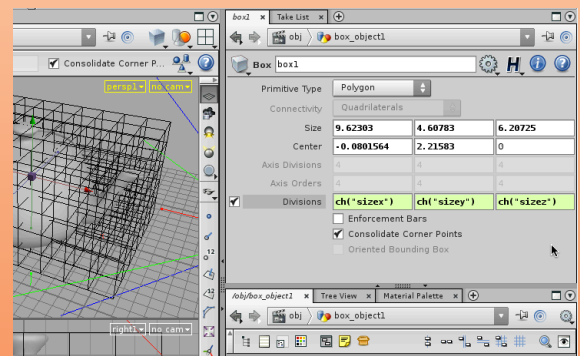 box1 × Take List ×
obj box_object1
Consolidate Corner P...
Box box1
persp1 no cam
Primitive Type Polygon
Connectivity Quadrilaterals
Size 9.62303 4.60783 6.20725
Center -0.0801564 2.21583 0
Axis Divisions 4 4 4
Axis Orders 4 4 4
Divisions ch("sizex") ch("sizey") ch("sizez")
Enforcement Bars
Consolidate Corner Points
Oriented Bounding Box
/obj/box_object1 × Tree View × Material Palette ×
obj box_object1
right1 no cam